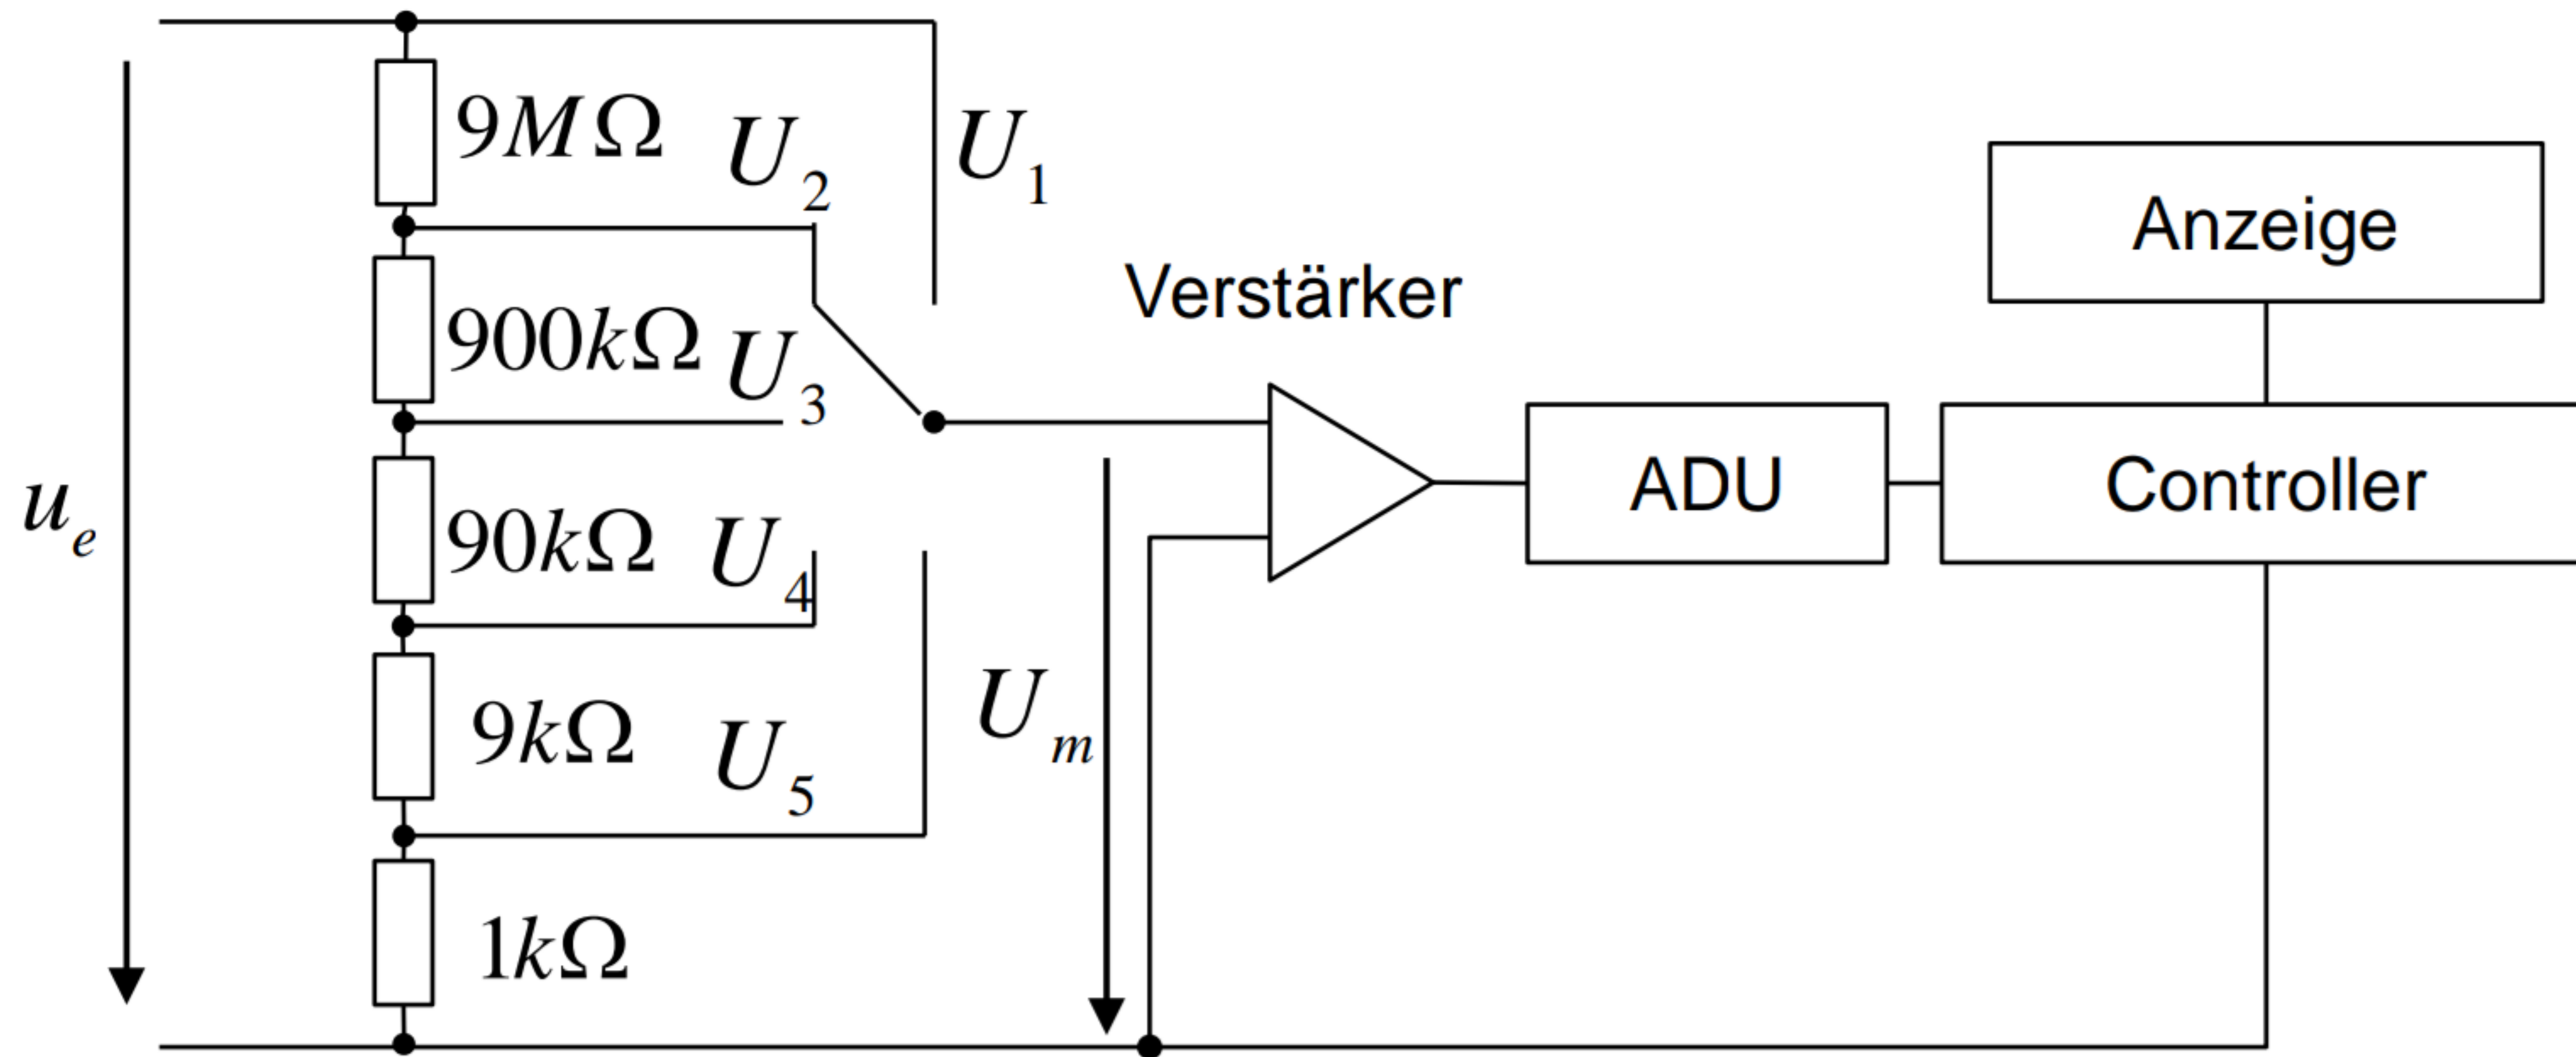 9MΩ
U₂
U₁
Anzeige
Verstärker
900kΩ
U₃
uₑ
90kΩ
U₄
ADU
Controller
9kΩ
U₅
Uₘ
1kΩ